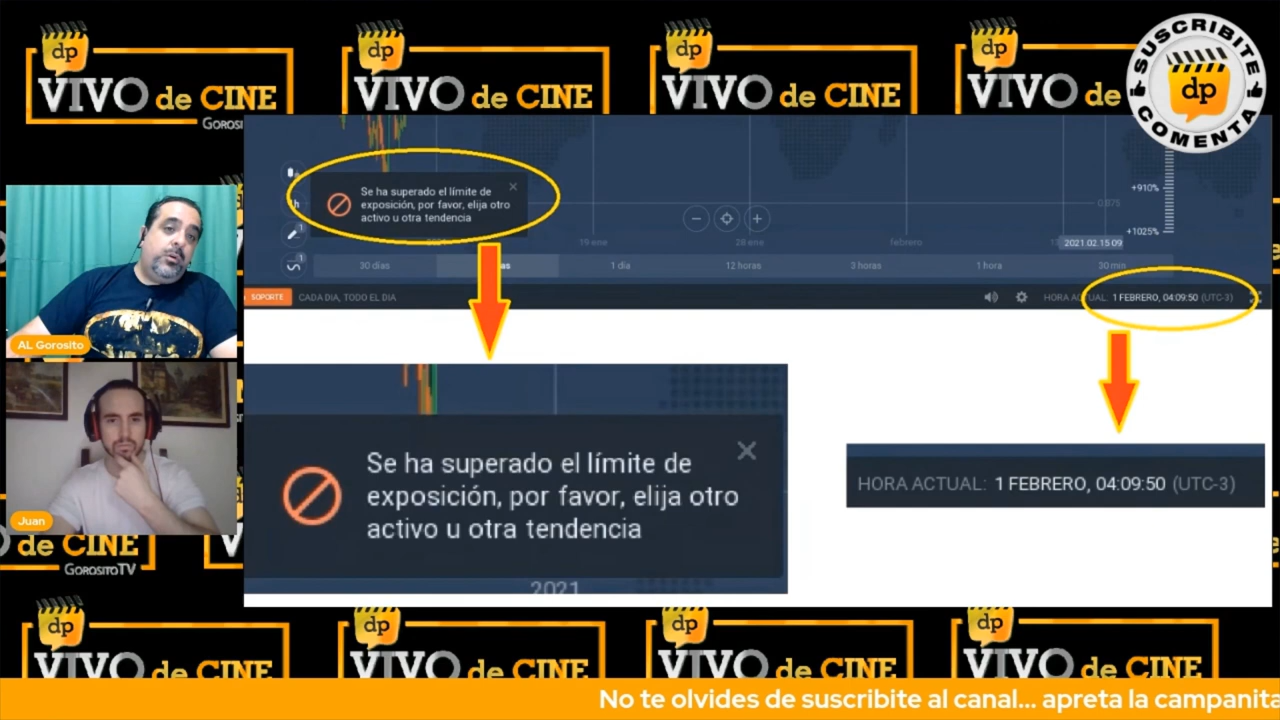 dp
VIVO de CINE
dp
VIVO de CINE
dp
VIVO de CINE
dp
VIVO de
SUSCRIBITE
dp
COMENTA
Se ha superado el límite de
exposición, por favor, elija otro
activo u otra tendencia
+910%
0.875
+1025%
19 ene
28 ene
febrero
2021.02.15 09
30 días
1 día
12 horas
3 horas
1 hora
30 min
SOPORTE
CADA DIA, TODO EL DIA
HORA ACTUAL: 1 FEBRERO, 04:09:50 (UTC-3)
AL Gorosito
Se ha superado el límite de
exposición, por favor, elija otro
activo u otra tendencia
2021
HORA ACTUAL: 1 FEBRERO, 04:09:50 (UTC-3)
Juan
de CINE
GOROSITOTV
dp
VIVO de CINE
dp
VIVO de CINE
dp
VIVO de CINE
dp
VIVO de CINE
No te olvides de suscribite al canal... apreta la campanita